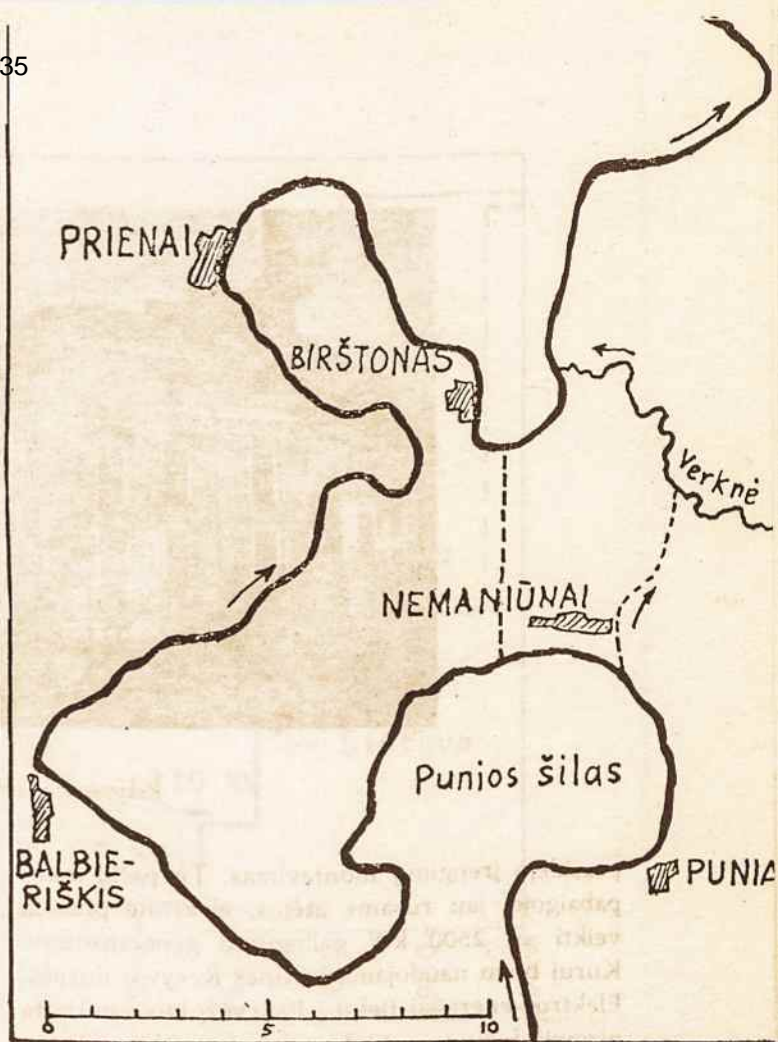 35
PRIENAI
BIRŠTONAS
Verknė
NEMANIŪNAI
Punios šilas
BALBIE-
RIŠKIS
PUNIA
0 5 10